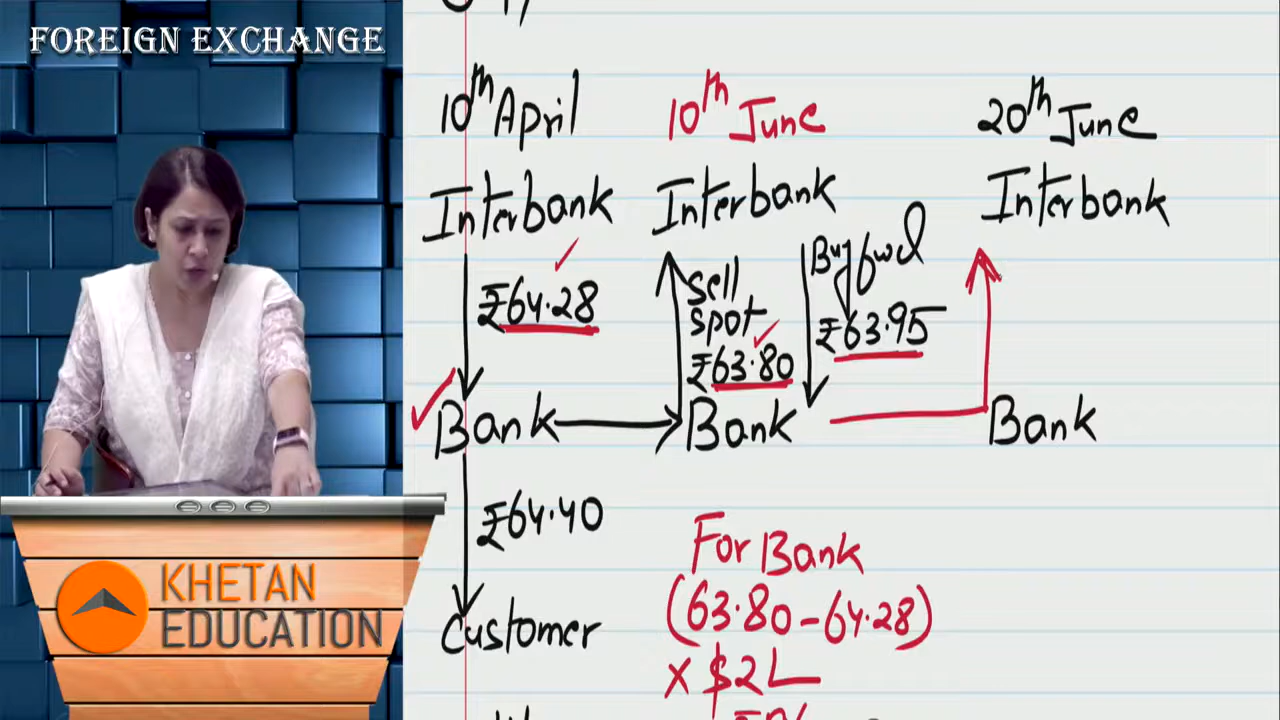 FOREIGN EXCHANGE
10th April
10th June
20th June
Interbank
Interbank
Interbank
₹64.28
sell
spot
₹63.80
Buy fwd
₹63.95
Bank
Bank
Bank
₹64.40
Customer
For Bank
(63.80-64.28)
x $2L
KHETAN
EDUCATION